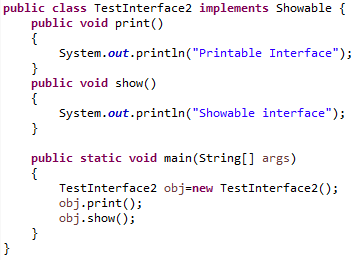 public class TestInterface2 implements Showable {
public void print()
{
System.out.println("Printable Interface");
}
public void show()
{
System.out.println("Showable interface");
}
public static void main(String[] args)
{
TestInterface2 obj=new TestInterface2();
obj.print();
obj.show();
}
}